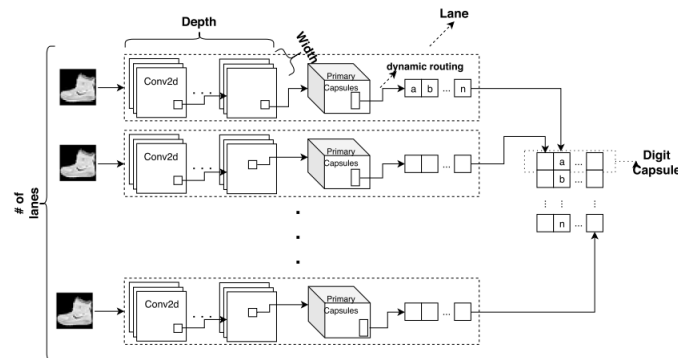 Lane
Depth
Width
Conv2d
. . .
Primary
Capsules
dynamic routing
a b ... n
Conv2d
. . .
Primary
Capsules
...
# of
lanes
a ...
b ...
n ...
Digit
Capsule
Conv2d
. . .
Primary
Capsules
...